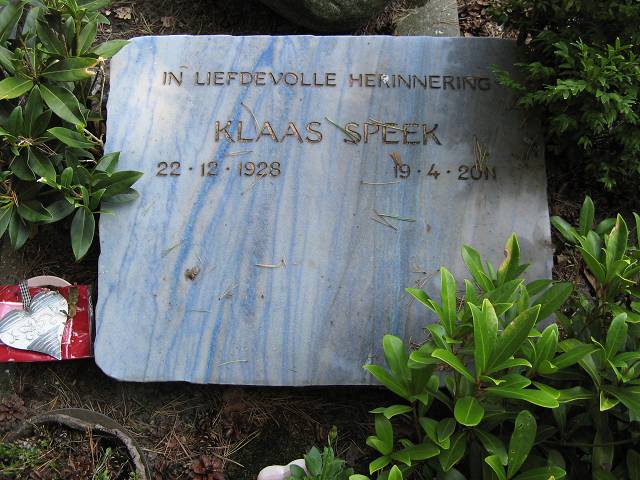 IN LIEFDEVOLLE HERINNERING
KLAAS SPEEK
22 · 12 · 1928 19 · 4 · 2011